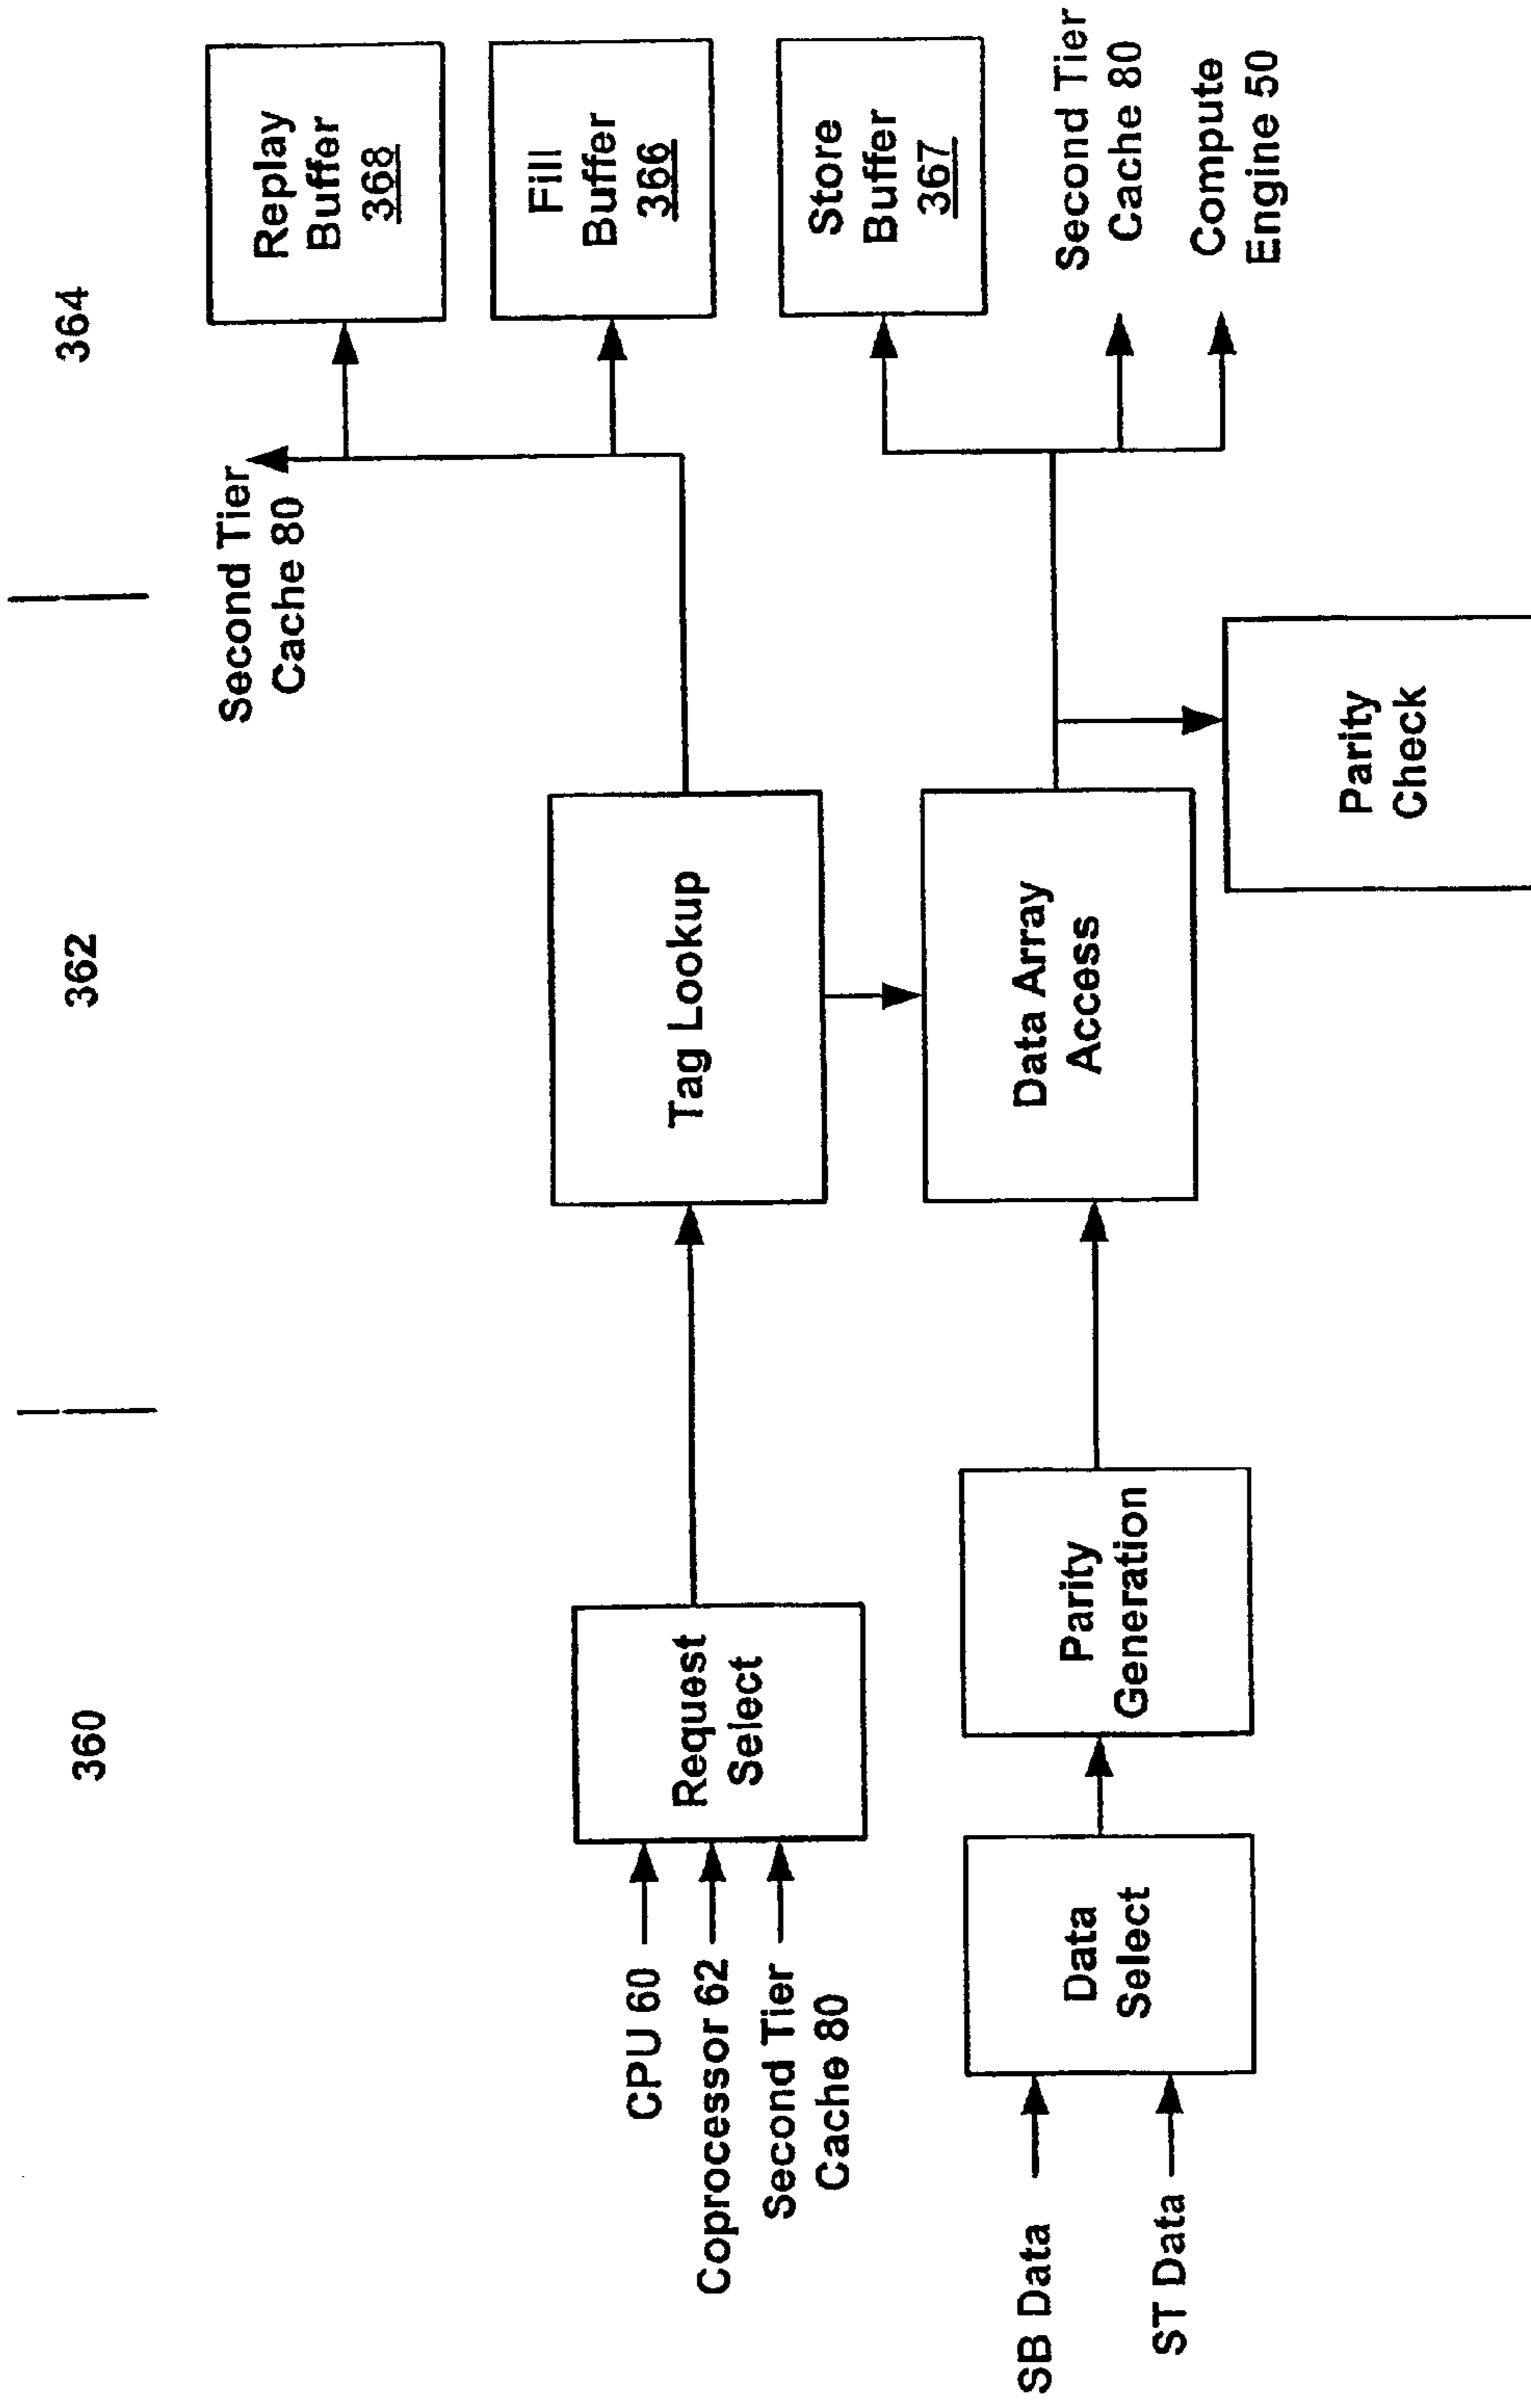 360
362
364
CPU 60
Coprocessor 62
Second Tier
Cache 80
Request
Select
Tag Lookup
Second Tier
Cache 80
Replay
Buffer
368
Fill
Buffer
366
SB Data
ST Data
Data
Select
Parity
Generation
Data Array
Access
Parity
Check
Store
Buffer
367
Second Tier
Cache 80
Compute
Engine 50